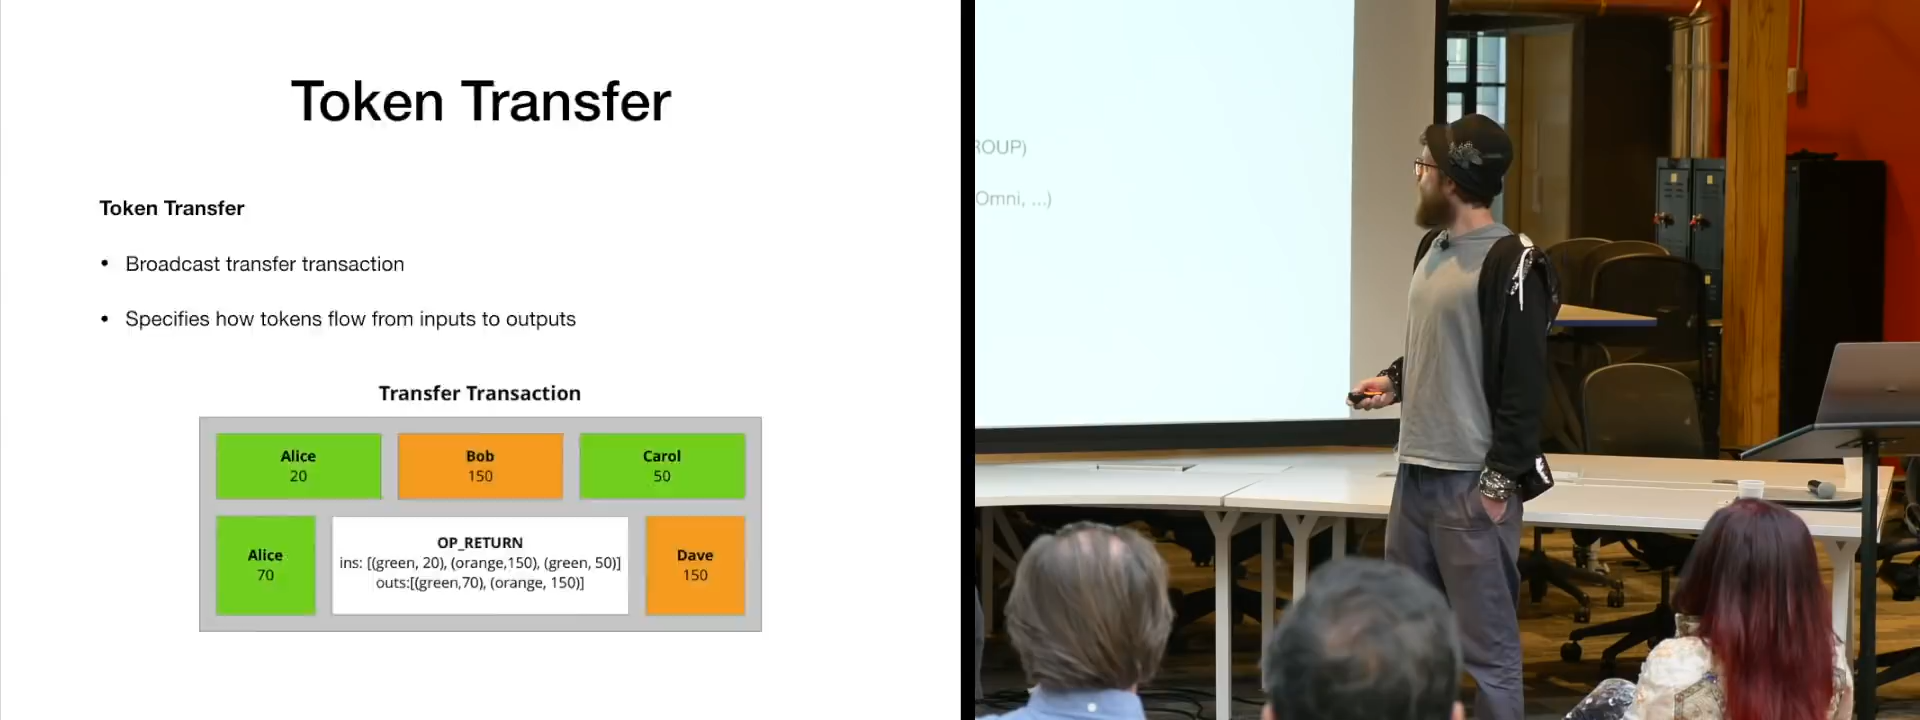 Token Transfer
Token Transfer
• Broadcast transfer transaction
• Specifies how tokens flow from inputs to outputs
Transfer Transaction
Alice
20
Bob
150
Carol
50
Alice
70
OP_RETURN
ins: [(green, 20), (orange,150), (green, 50)]
outs:[(green,70), (orange, 150)]
Dave
150
ROUP)
Omni, ...)